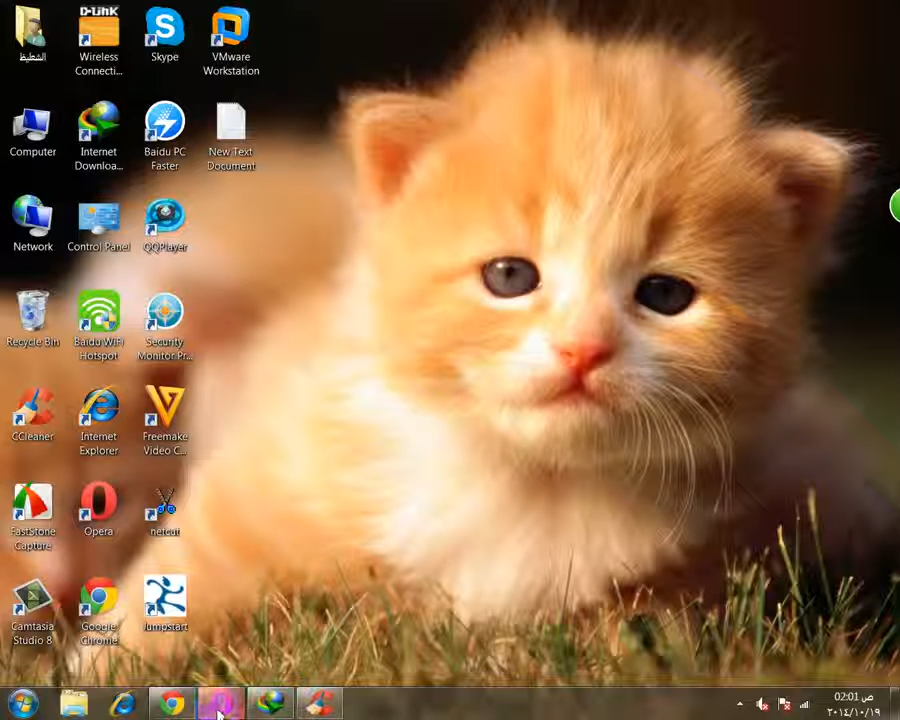 الشعليط
D-Link
Wireless
Connecti...
Skype
VMware
Workstation
Computer
Internet
Downloa...
Baidu PC
Faster
New Text
Document
Network
Control Panel
QQPlayer
Recycle Bin
Baidu WiFi
Hotspot
Security
Monitor Pr...
CCleaner
Internet
Explorer
Freemake
Video C...
FastStone
Capture
Opera
netcut
Camtasia
Studio 8
Google
Chrome
Jumpstart
02:01 ص
٢٠١٤/١٠/١٩